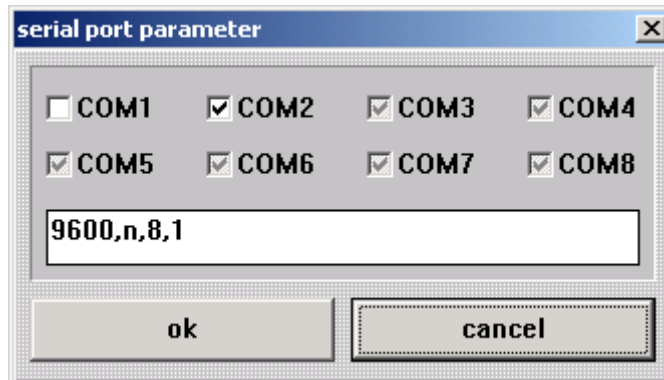 serial port parameter
COM1 COM2 COM3 COM4
COM5 COM6 COM7 COM8
9600,n,8,1
ok cancel